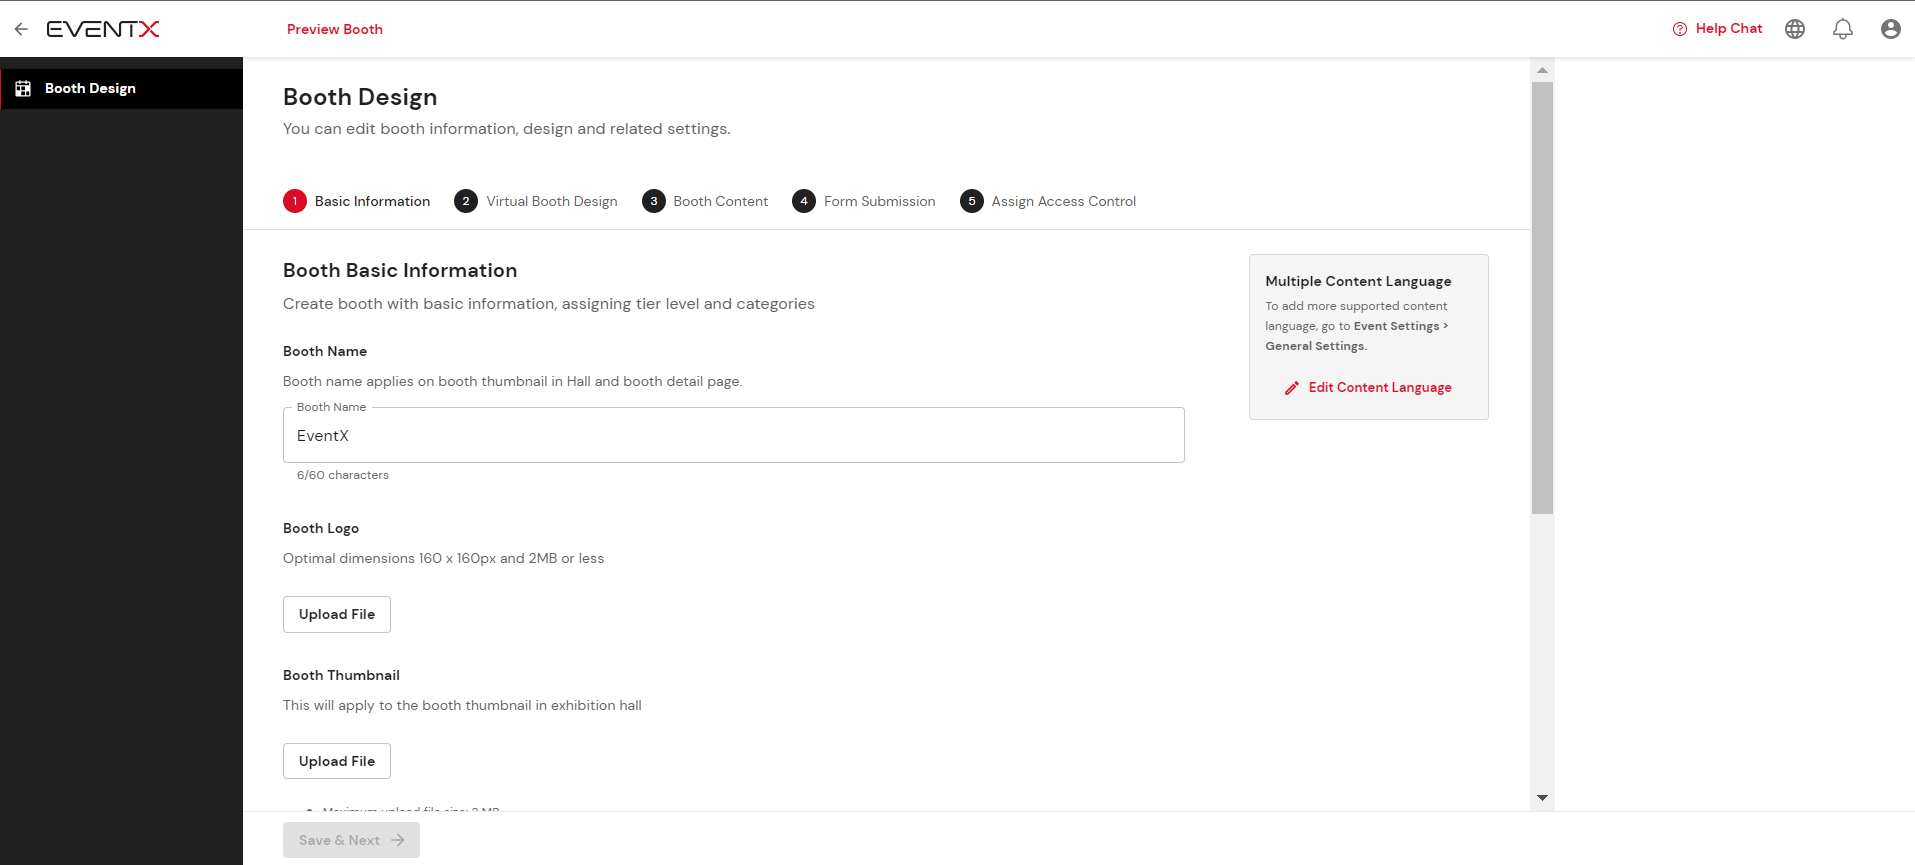 EVENTX
Preview Booth
Help Chat
Booth Design
Booth Design
You can edit booth information, design and related settings.
1 Basic Information 2 Virtual Booth Design 3 Booth Content 4 Form Submission 5 Assign Access Control
Booth Basic Information
Create booth with basic information, assigning tier level and categories
Booth Name
Booth name applies on booth thumbnail in Hall and booth detail page.
Booth Name
EventX
6/60 characters
Booth Logo
Optimal dimensions 160 x 160px and 2MB or less
Upload File
Booth Thumbnail
This will apply to the booth thumbnail in exhibition hall
Upload File
Maximum upload file size: 2 MB
Save & Next
Multiple Content Language
To add more supported content
language, go to Event Settings >
General Settings.
Edit Content Language